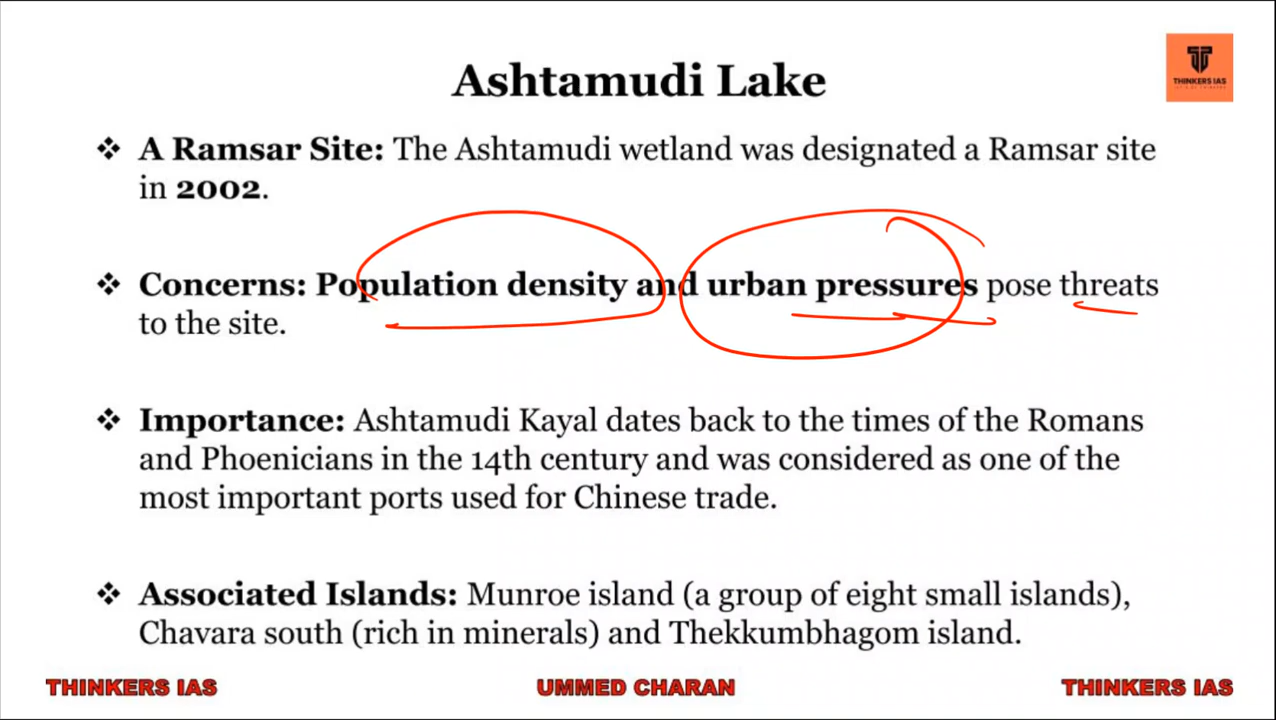 Ashtamudi Lake
THINKERS IAS
❖ A Ramsar Site: The Ashtamudi wetland was designated a Ramsar site
in 2002.
❖ Concerns: Population density and urban pressures pose threats
to the site.
❖ Importance: Ashtamudi Kayal dates back to the times of the Romans
and Phoenicians in the 14th century and was considered as one of the
most important ports used for Chinese trade.
❖ Associated Islands: Munroe island (a group of eight small islands),
Chavara south (rich in minerals) and Thekkumbhagom island.
THINKERS IAS UMMED CHARAN THINKERS IAS